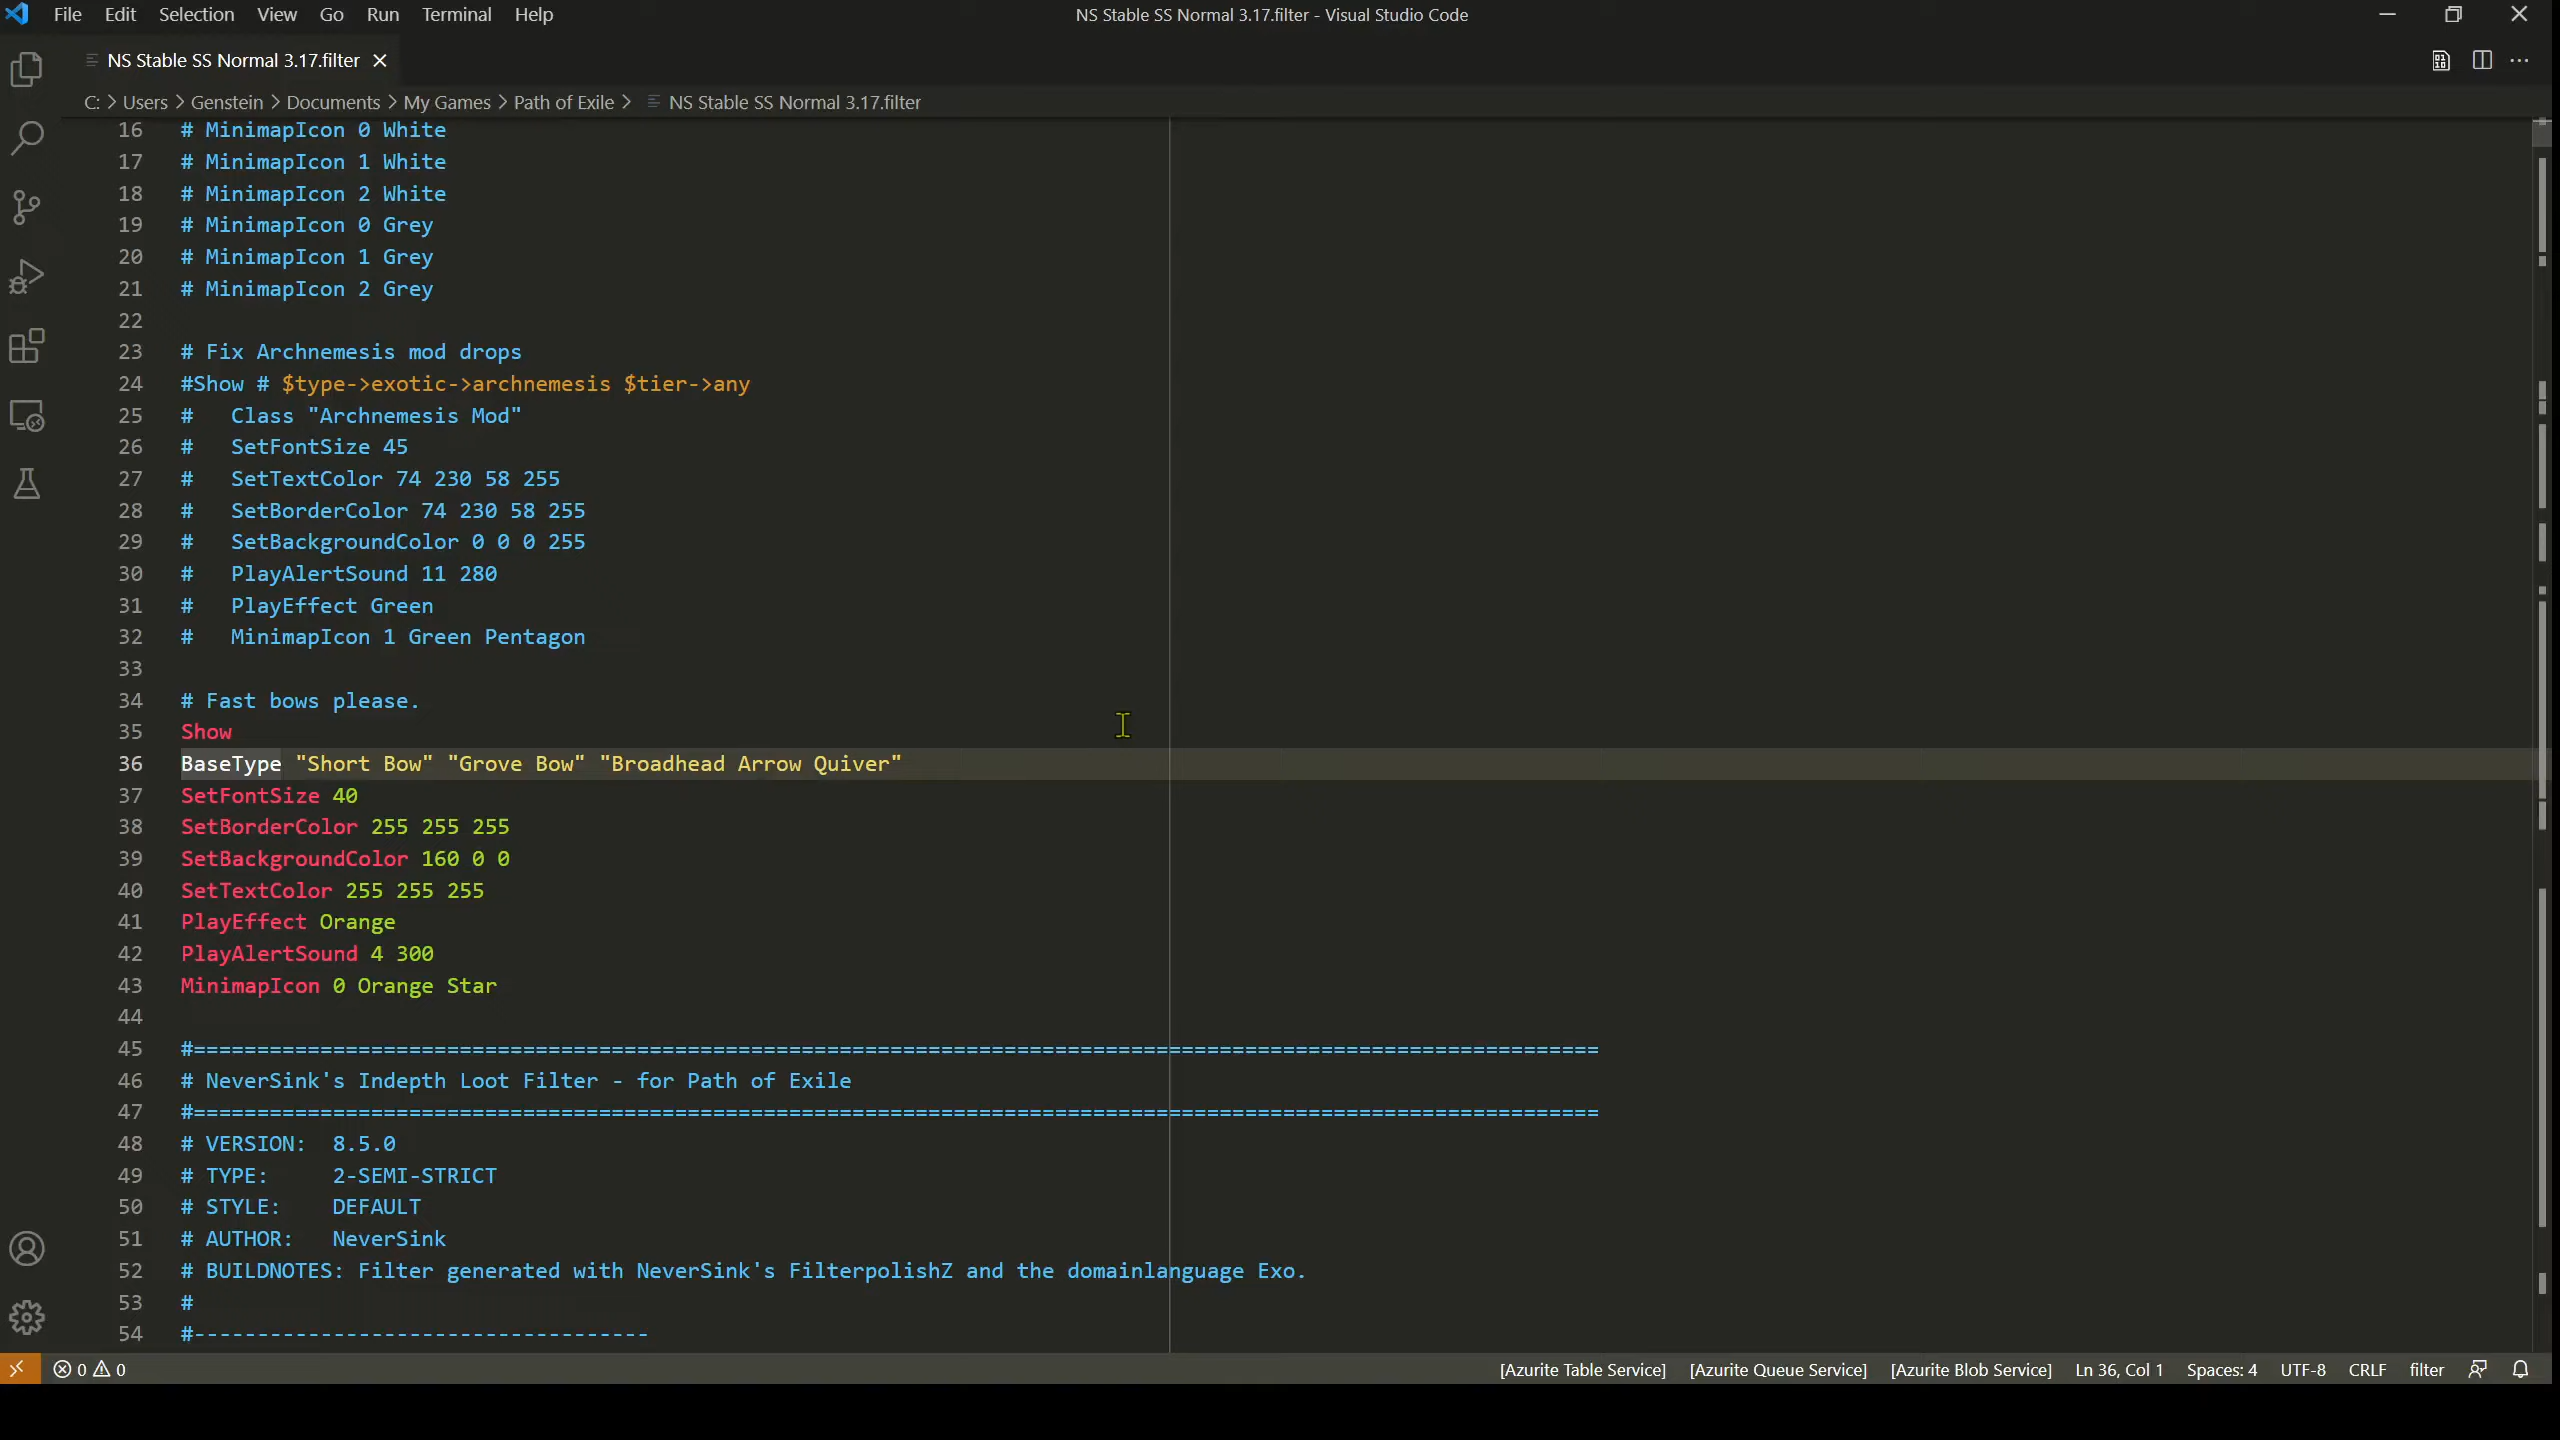 File Edit Selection View Go Run Terminal Help
NS Stable SS Normal 3.17.filter - Visual Studio Code
NS Stable SS Normal 3.17.filter
C: > Users > Genstein > Documents > My Games > Path of Exile > NS Stable SS Normal 3.17.filter
16 # MinimapIcon 0 White
17 # MinimapIcon 1 White
18 # MinimapIcon 2 White
19 # MinimapIcon 0 Grey
20 # MinimapIcon 1 Grey
21 # MinimapIcon 2 Grey
22
23 # Fix Archnemesis mod drops
24 #Show # $type->exotic->archnemesis $tier->any
25 #   Class "Archnemesis Mod"
26 #   SetFontSize 45
27 #   SetTextColor 74 230 58 255
28 #   SetBorderColor 74 230 58 255
29 #   SetBackgroundColor 0 0 0 255
30 #   PlayAlertSound 11 280
31 #   PlayEffect Green
32 #   MinimapIcon 1 Green Pentagon
33
34 # Fast bows please.
35 Show
36 BaseType "Short Bow" "Grove Bow" "Broadhead Arrow Quiver"
37 SetFontSize 40
38 SetBorderColor 255 255 255
39 SetBackgroundColor 160 0 0
40 SetTextColor 255 255 255
41 PlayEffect Orange
42 PlayAlertSound 4 300
43 MinimapIcon 0 Orange Star
44
45 #===============================================================================================================
46 # NeverSink's Indepth Loot Filter - for Path of Exile
47 #===============================================================================================================
48 # VERSION:  8.5.0
49 # TYPE:     2-SEMI-STRICT
50 # STYLE:    DEFAULT
51 # AUTHOR:   NeverSink
52 # BUILDNOTES: Filter generated with NeverSink's FilterpolishZ and the domainlanguage Exo.
53 #
54 #------------------------------------
0 0 [Azurite Table Service] [Azurite Queue Service] [Azurite Blob Service] Ln 36, Col 1 Spaces: 4 UTF-8 CRLF filter